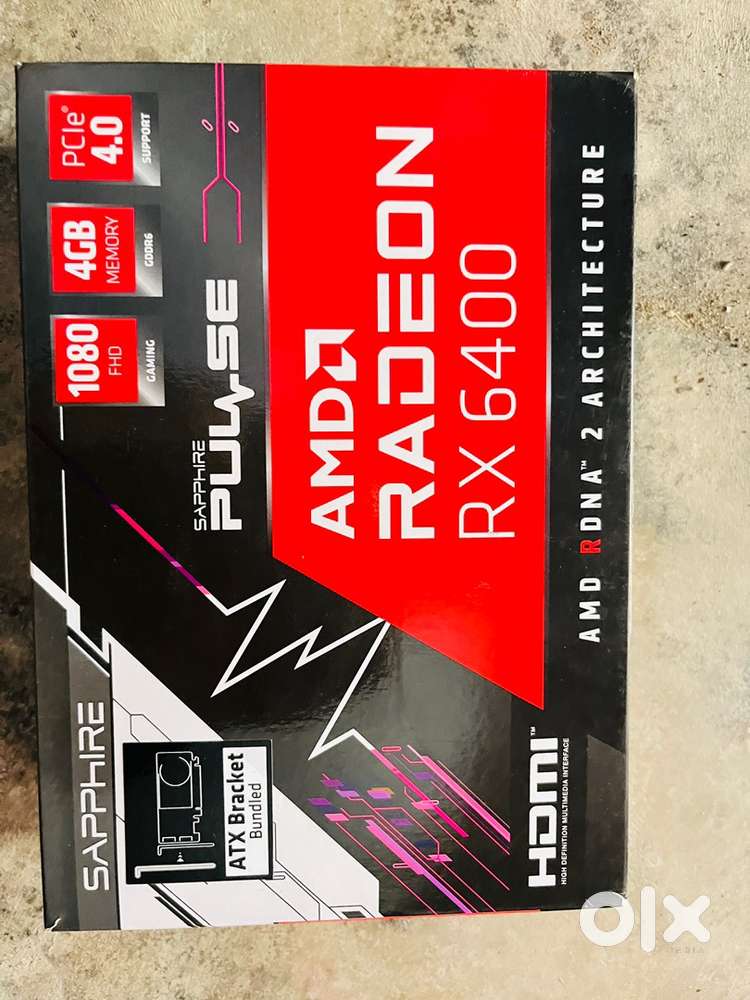 SAPPHIRE
PCIe® 4.0
SUPPORT
4GB
MEMORY
GDDR6
1080
FHD
GAMING
SAPPHIRE
PULSE
AMD
RADEON
RX 6400
AMD RDNA™ 2 ARCHITECTURE
ATX Bracket
Bundled
HDMI™
HIGH DEFINITION MULTIMEDIA INTERFACE
olx